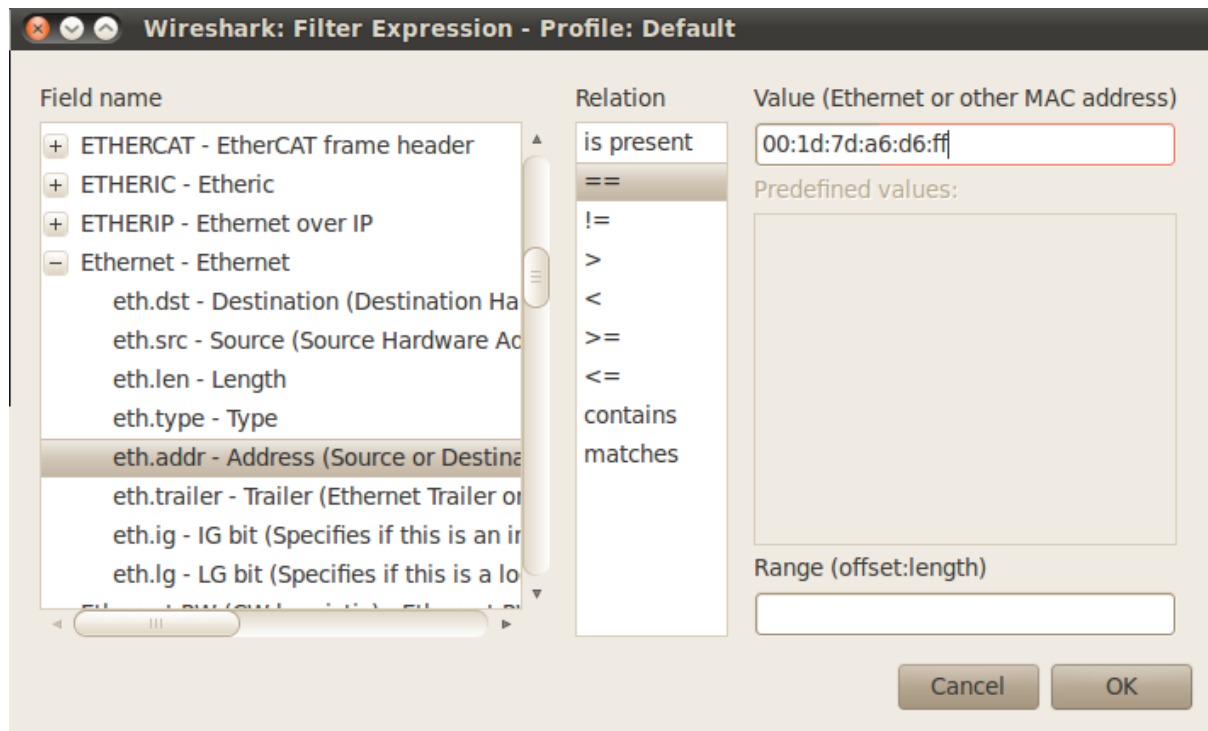 Wireshark: Filter Expression - Profile: Default
Field name
ETHERCAT - EtherCAT frame header
ETHERIC - Etheric
ETHERIP - Ethernet over IP
Ethernet - Ethernet
eth.dst - Destination (Destination Ha
eth.src - Source (Source Hardware Ad
eth.len - Length
eth.type - Type
eth.addr - Address (Source or Destina
eth.trailer - Trailer (Ethernet Trailer or
eth.ig - IG bit (Specifies if this is an in
eth.lg - LG bit (Specifies if this is a lo
Relation
is present
==
!=
>
<
>=
<=
contains
matches
Value (Ethernet or other MAC address)
00:1d:7d:a6:d6:ff
Predefined values:
Range (offset:length)
Cancel
OK